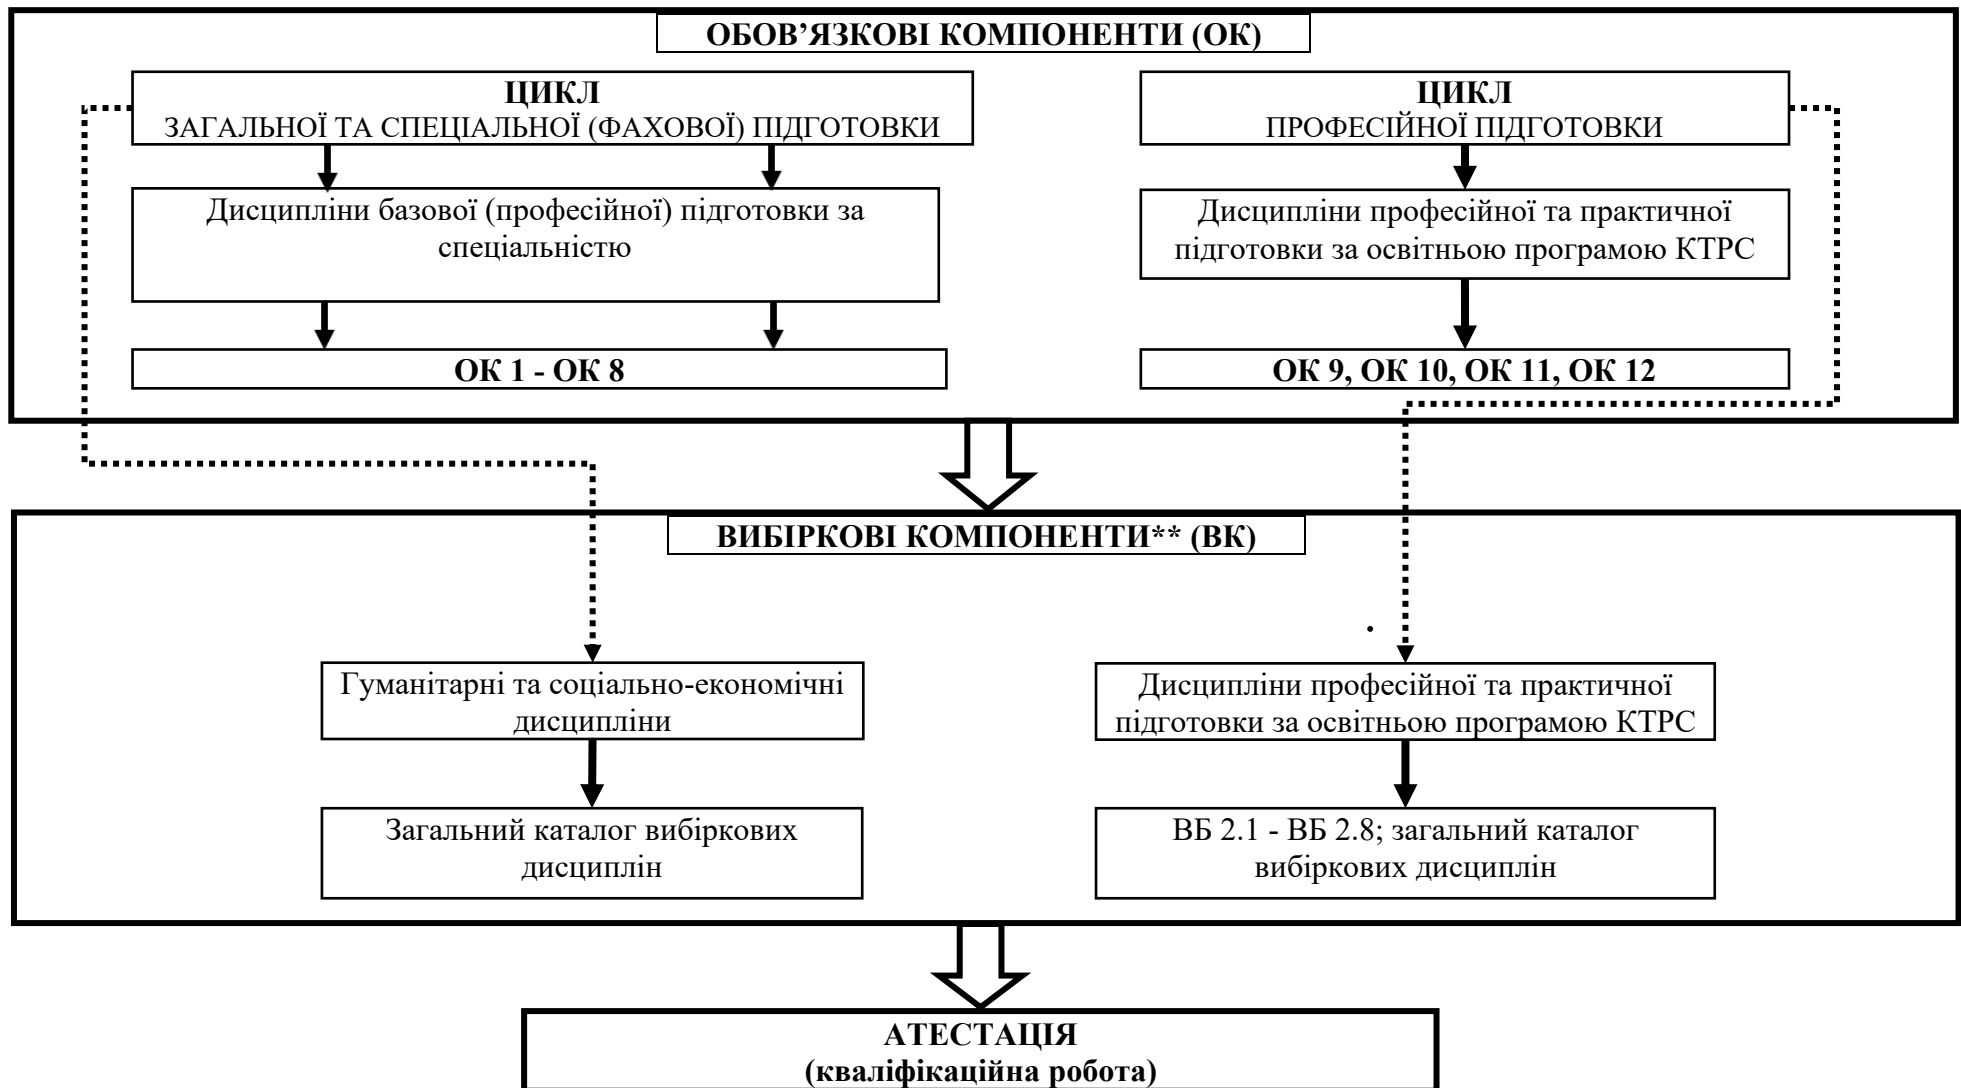 ОБОВ’ЯЗКОВІ КОМПОНЕНТИ (ОК)
ЦИКЛ
ЗАГАЛЬНОЇ ТА СПЕЦІАЛЬНОЇ (ФАХОВОЇ) ПІДГОТОВКИ
ЦИКЛ
ПРОФЕСІЙНОЇ ПІДГОТОВКИ
Дисципліни базової (професійної) підготовки за
спеціальністю
Дисципліни професійної та практичної
підготовки за освітньою програмою КТРС
ОК 1 - ОК 8
ОК 9, ОК 10, ОК 11, ОК 12
ВИБІРКОВІ КОМПОНЕНТИ** (ВК)
.
Гуманітарні та соціально-економічні
дисципліни
Дисципліни професійної та практичної
підготовки за освітньою програмою КТРС
Загальний каталог вибіркових
дисциплін
ВБ 2.1 - ВБ 2.8; загальний каталог
вибіркових дисциплін
АТЕСТАЦІЯ
(кваліфікаційна робота)